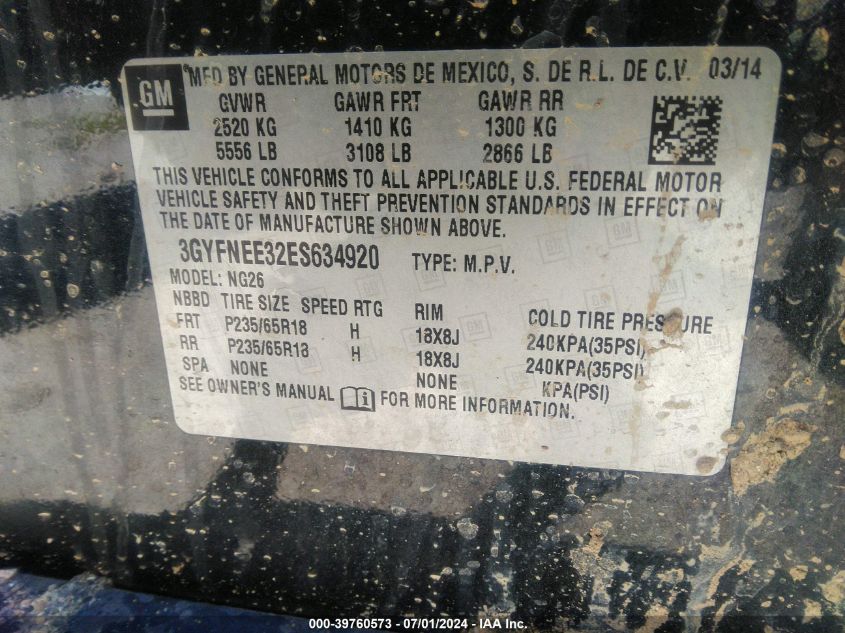 GM MFD BY GENERAL MOTORS DE MEXICO, S. DE R.L. DE C.V. 03/14
GVWR GAWR FRT GAWR RR
2520 KG 1410 KG 1300 KG
5556 LB 3108 LB 2866 LB
THIS VEHICLE CONFORMS TO ALL APPLICABLE U.S. FEDERAL MOTOR
VEHICLE SAFETY AND THEFT PREVENTION STANDARDS IN EFFECT ON
THE DATE OF MANUFACTURE SHOWN ABOVE.
3GYFNEE32ES634920 TYPE: M.P.V.
MODEL: NG26
NBBD TIRE SIZE SPEED RTG RIM COLD TIRE PRESSURE
FRT P235/65R18 H 18X8J 240KPA(35PSI)
RR P235/65R18 H 18X8J 240KPA(35PSI)
SPA NONE NONE KPA(PSI)
SEE OWNER'S MANUAL FOR MORE INFORMATION.
000-39760573 - 07/01/2024 - IAA Inc.